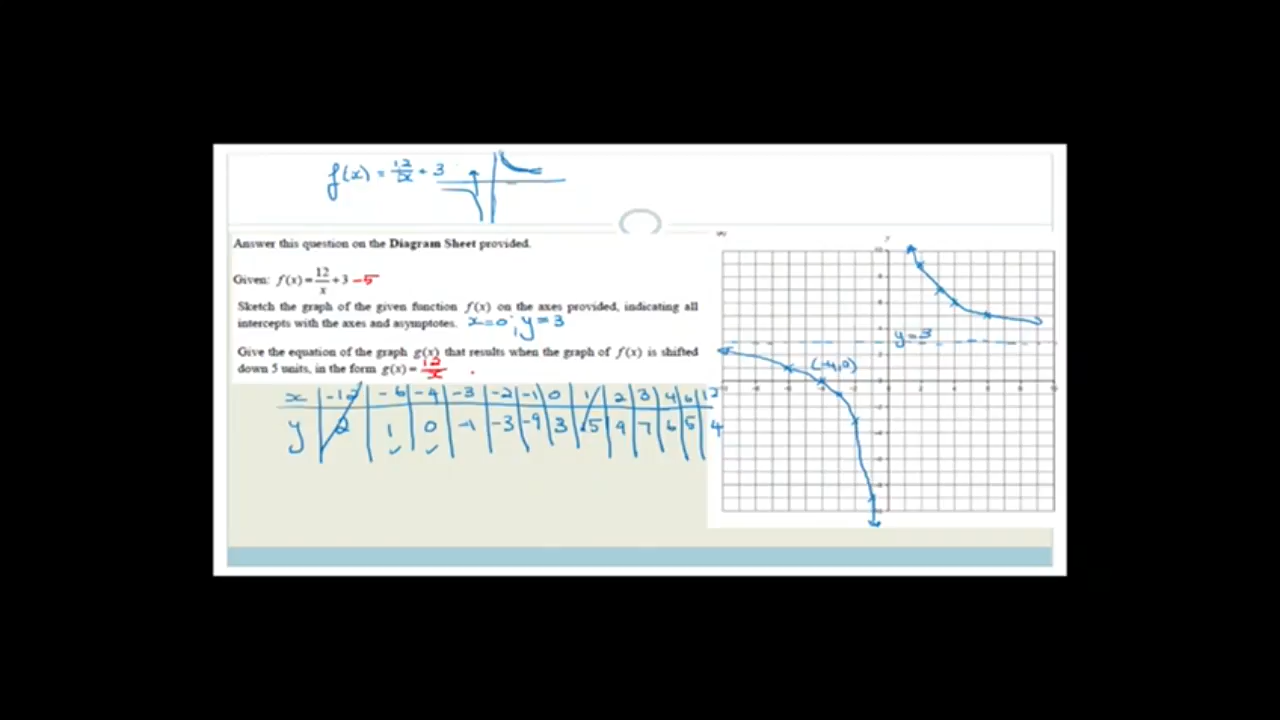 f(x) = 12/x + 3
Answer this question on the Diagram Sheet provided.
Given: f(x) = 12/x + 3 -5
Sketch the graph of the given function f(x) on the axes provided, indicating all
intercepts with the axes and asymptotes. x=0 ; y=3
Give the equation of the graph g(x) that results when the graph of f(x) is shifted
down 5 units, in the form g(x) = 12/x
x | -12 | -6 | -4 | -3 | -2 | -1 | 0 | 1 | 2 | 3 | 4 | 6 | 12
y | 2 | 1 | 0 | -1 | -3 | -9 | 3 | 15 | 9 | 7 | 6 | 5 | 4
y = 3
(-4,0)